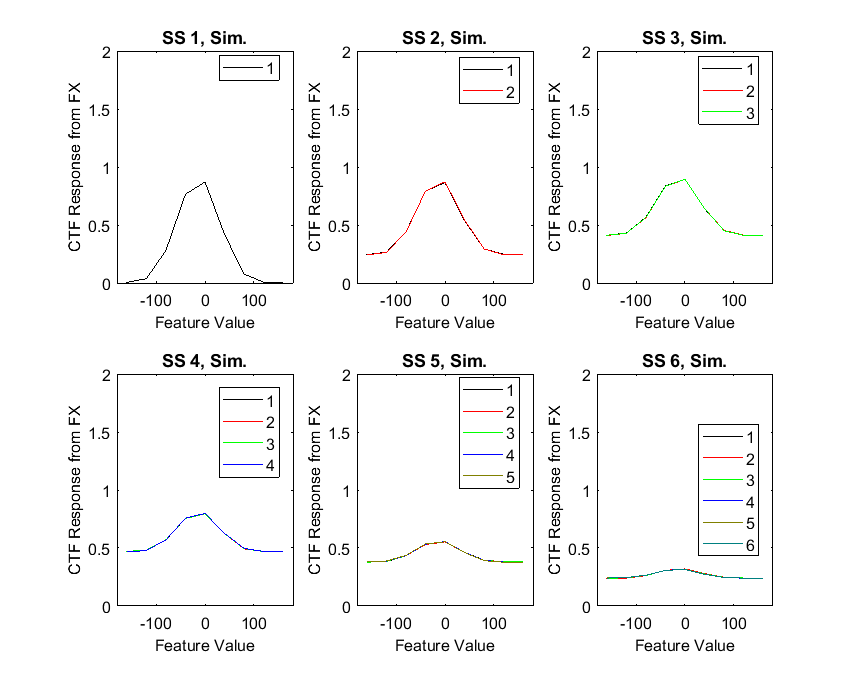 SS 1, Sim.
2
1.5
1
0.5
0
CTF Response from FX
-100 0 100
Feature Value
1
SS 2, Sim.
2
1.5
1
0.5
0
CTF Response from FX
-100 0 100
Feature Value
1
2
SS 3, Sim.
2
1.5
1
0.5
0
CTF Response from FX
-100 0 100
Feature Value
1
2
3
SS 4, Sim.
2
1.5
1
0.5
0
CTF Response from FX
-100 0 100
Feature Value
1
2
3
4
SS 5, Sim.
2
1.5
1
0.5
0
CTF Response from FX
-100 0 100
Feature Value
1
2
3
4
5
SS 6, Sim.
2
1.5
1
0.5
0
CTF Response from FX
-100 0 100
Feature Value
1
2
3
4
5
6